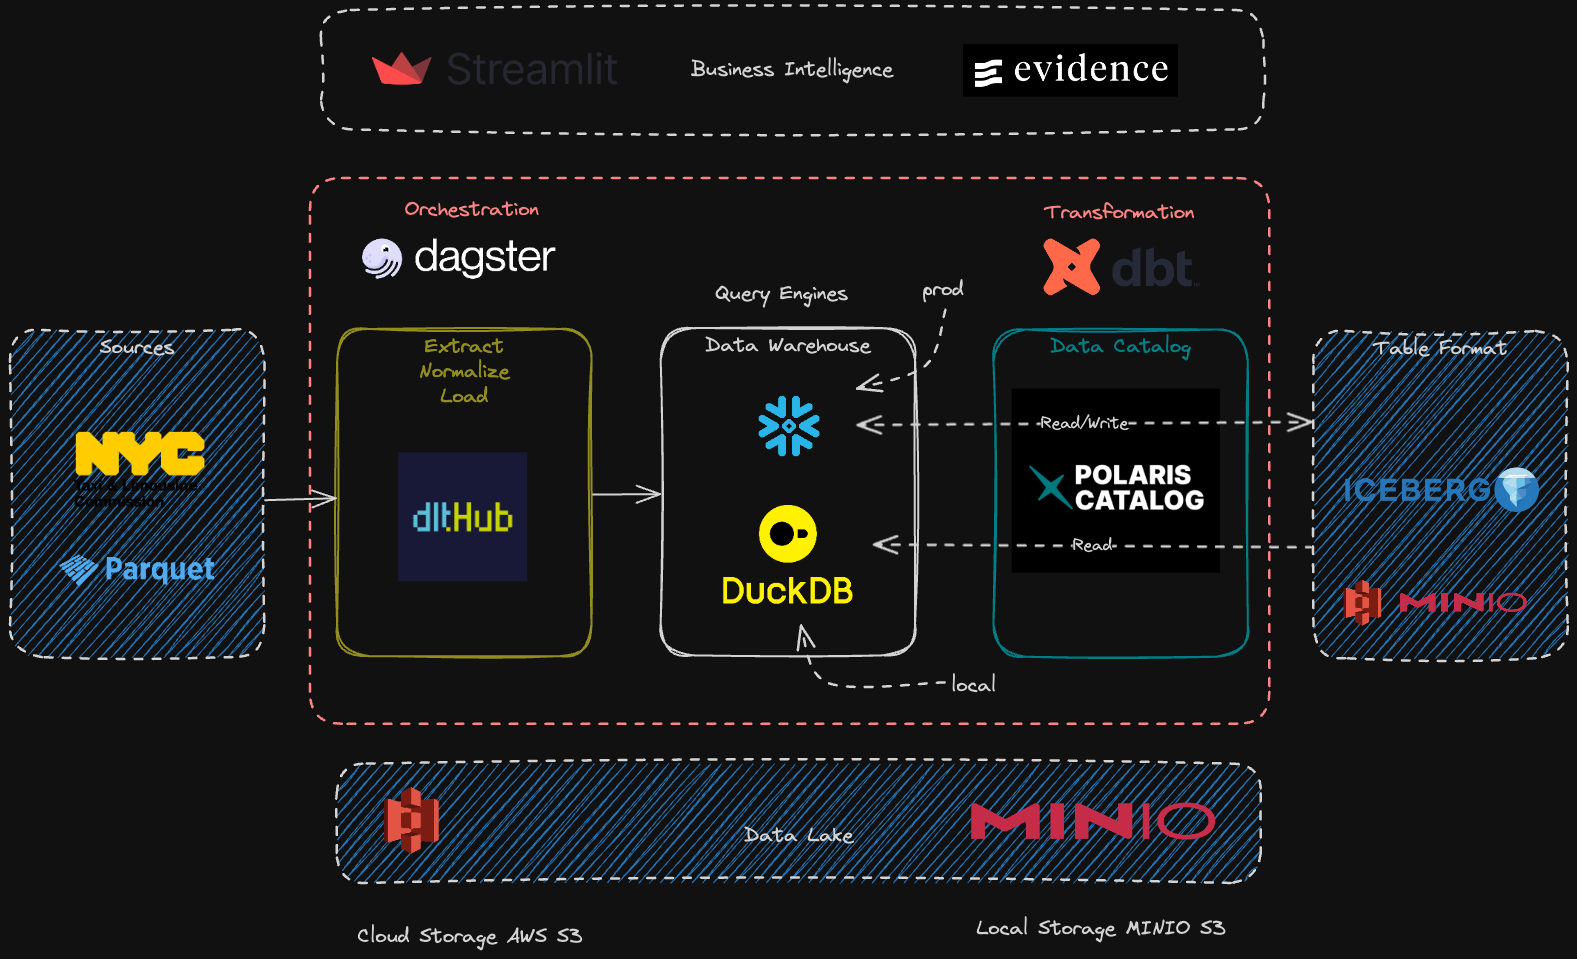 Streamlit
Business Intelligence
evidence
Orchestration
dagster
Transformation
dbt
Query Engines
prod
Sources
NYC
Taxi & Limousine
Commission
Parquet
Extract
Normalize
Load
dltHub
Data Warehouse
DuckDB
local
Data Catalog
Read/Write
POLARIS
CATALOG
Read
Table Format
ICEBERG
MINIO
Data Lake
MINIO
Cloud Storage AWS S3
Local Storage MINIO S3